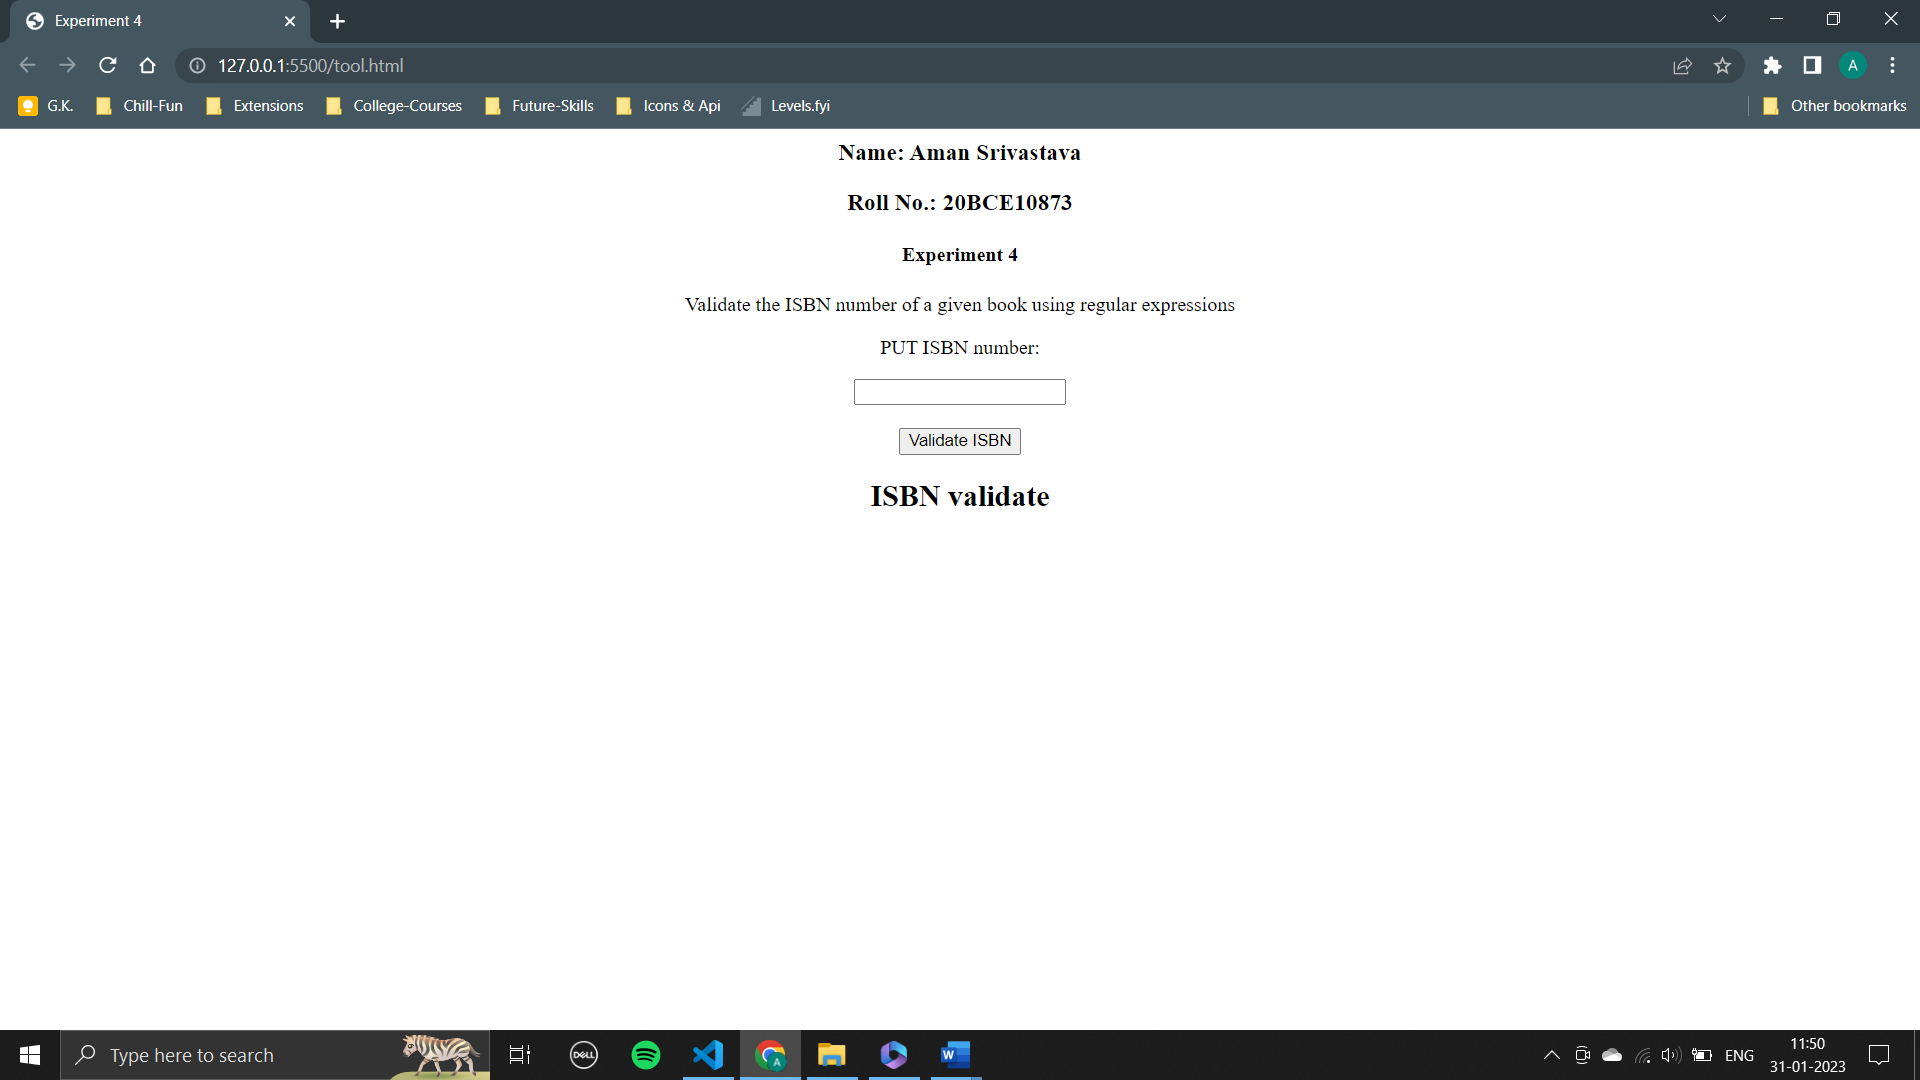 Experiment 4
127.0.0.1:5500/tool.html
A
G.K. Chill-Fun Extensions College-Courses Future-Skills Icons & Api Levels.fyi Other bookmarks
Name: Aman Srivastava
Roll No.: 20BCE10873
Experiment 4
Validate the ISBN number of a given book using regular expressions
PUT ISBN number:
Validate ISBN
ISBN validate
Type here to search
DELL
A
W
ENG
11:50
31-01-2023